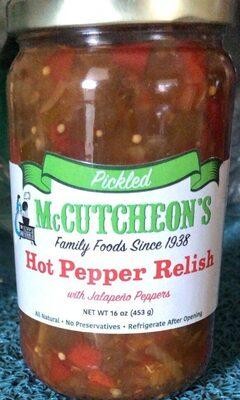 Pickled
McCUTCHEON'S
Family Foods Since 1938
Hot Pepper Relish
with Jalapeño Peppers
NET WT 16 oz (453 g)
All Natural • No Preservatives • Refrigerate After Opening